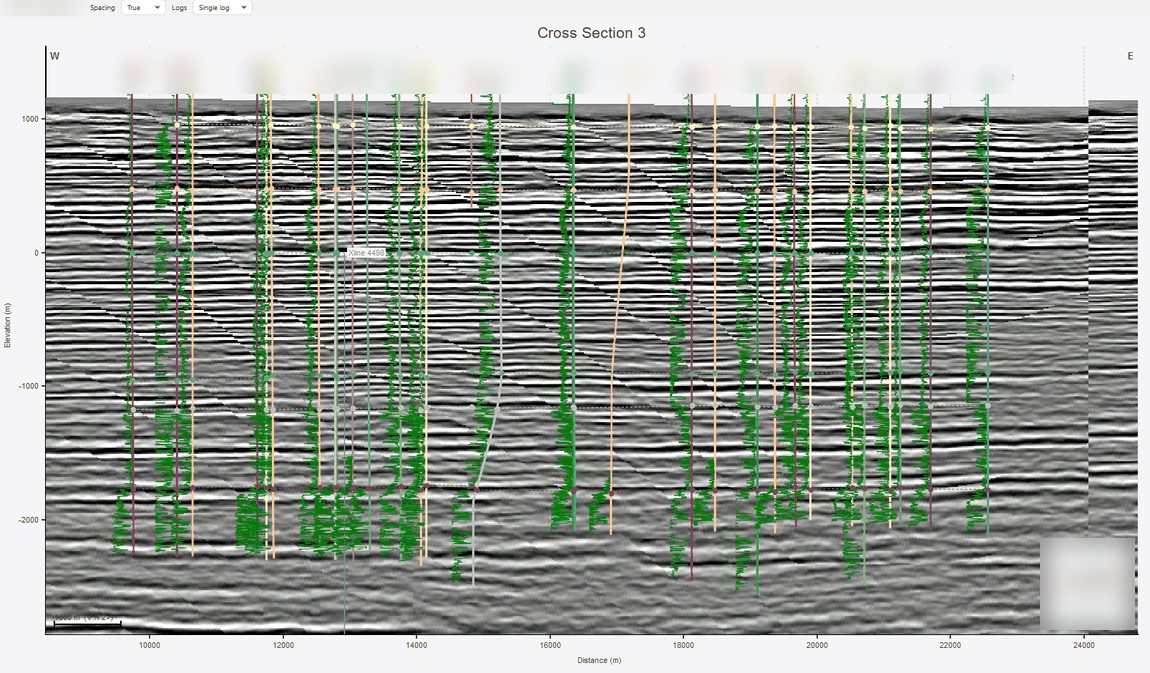 Spacing True Logs Single log
Cross Section 3
W E
1000
0
-1000
-2000
Elevation (m)
Xline 4498
10000 12000 14000 16000 18000 20000 22000 24000
Distance (m)